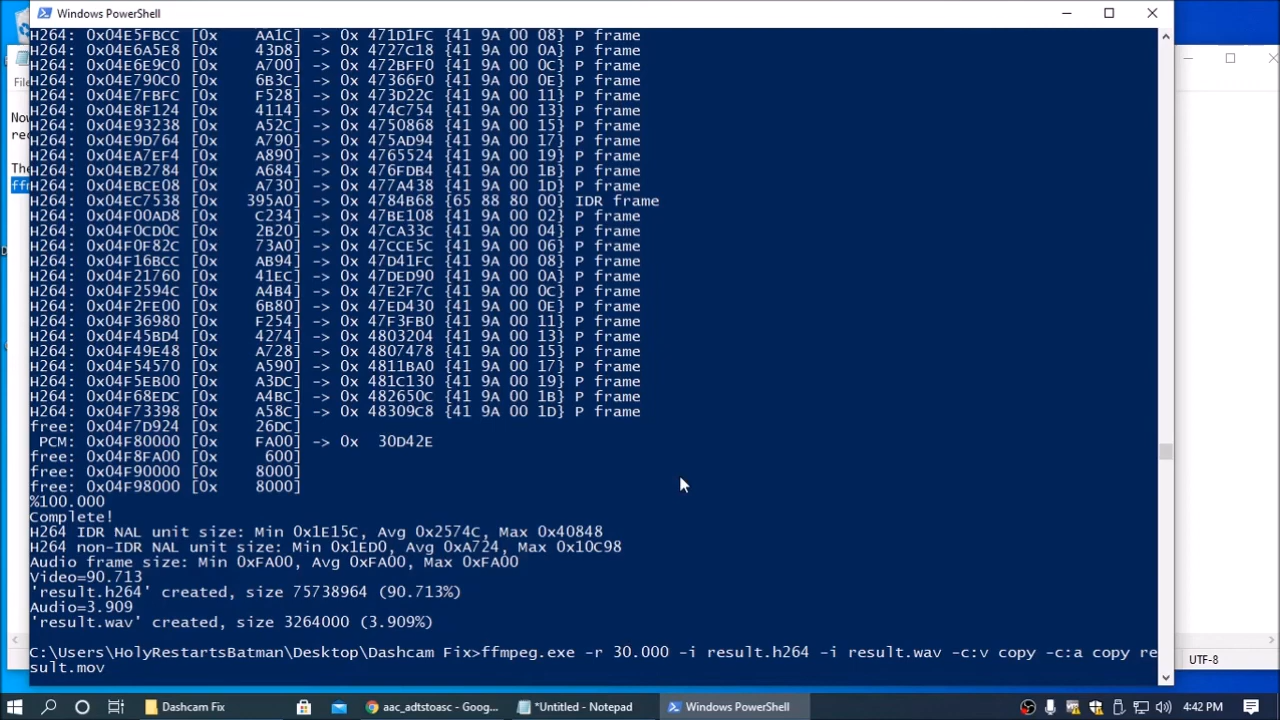 Windows PowerShell
H264: 0x04E5FBCC [0x    AA1C] -> 0x 471D1FC {41 9A 00 08} P frame
H264: 0x04E6A5E8 [0x    43D8] -> 0x 4727C18 {41 9A 00 0A} P frame
H264: 0x04E6E9C0 [0x    A700] -> 0x 472BFF0 {41 9A 00 0C} P frame
H264: 0x04E790C0 [0x    6B3C] -> 0x 47366F0 {41 9A 00 0E} P frame
H264: 0x04E7FBFC [0x    F528] -> 0x 473D22C {41 9A 00 11} P frame
H264: 0x04E8F124 [0x    4114] -> 0x 474C754 {41 9A 00 13} P frame
H264: 0x04E93238 [0x    A52C] -> 0x 4750868 {41 9A 00 15} P frame
H264: 0x04E9D764 [0x    A790] -> 0x 475AD94 {41 9A 00 17} P frame
H264: 0x04EA7EF4 [0x    A890] -> 0x 4765524 {41 9A 00 19} P frame
H264: 0x04EB2784 [0x    A684] -> 0x 476FDB4 {41 9A 00 1B} P frame
H264: 0x04EBCE08 [0x    A730] -> 0x 477A438 {41 9A 00 1D} P frame
H264: 0x04EC7538 [0x   395A0] -> 0x 4784B68 {65 88 80 00} IDR frame
H264: 0x04F00AD8 [0x    C234] -> 0x 47BE108 {41 9A 00 02} P frame
H264: 0x04F0CD0C [0x    2B20] -> 0x 47CA33C {41 9A 00 04} P frame
H264: 0x04F0F82C [0x    73A0] -> 0x 47CCE5C {41 9A 00 06} P frame
H264: 0x04F16BCC [0x    AB94] -> 0x 47D41FC {41 9A 00 08} P frame
H264: 0x04F21760 [0x    41EC] -> 0x 47DED90 {41 9A 00 0A} P frame
H264: 0x04F2594C [0x    A4B4] -> 0x 47E2F7C {41 9A 00 0C} P frame
H264: 0x04F2FE00 [0x    6B80] -> 0x 47ED430 {41 9A 00 0E} P frame
H264: 0x04F36980 [0x    F254] -> 0x 47F3FB0 {41 9A 00 11} P frame
H264: 0x04F45BD4 [0x    4274] -> 0x 4803204 {41 9A 00 13} P frame
H264: 0x04F49E48 [0x    A728] -> 0x 4807478 {41 9A 00 15} P frame
H264: 0x04F54570 [0x    A590] -> 0x 4811BA0 {41 9A 00 17} P frame
H264: 0x04F5EB00 [0x    A3DC] -> 0x 481C130 {41 9A 00 19} P frame
H264: 0x04F68EDC [0x    A4BC] -> 0x 482650C {41 9A 00 1B} P frame
H264: 0x04F73398 [0x    A58C] -> 0x 48309C8 {41 9A 00 1D} P frame
free: 0x04F7D924 [0x    26DC]
 PCM: 0x04F80000 [0x    FA00] -> 0x  30D42E
free: 0x04F8FA00 [0x     600]
free: 0x04F90000 [0x    8000]
free: 0x04F98000 [0x    8000]
%100.000
Complete!
H264 IDR NAL unit size: Min 0x1E15C, Avg 0x2574C, Max 0x40848
H264 non-IDR NAL unit size: Min 0x1ED0, Avg 0xA724, Max 0x10C98
Audio frame size: Min 0xFA00, Avg 0xFA00, Max 0xFA00
Video=90.713
'result.h264' created, size 75738964 (90.713%)
Audio=3.909
'result.wav' created, size 3264000 (3.909%)
C:\Users\HolyRestartsBatman\Desktop\Dashcam Fix>ffmpeg.exe -r 30.000 -i result.h264 -i result.wav -c:v copy -c:a copy re
sult.mov
UTF-8
Dashcam Fix
aac_adtstoasc - Goog...
*Untitled - Notepad
Windows PowerShell
4:42 PM